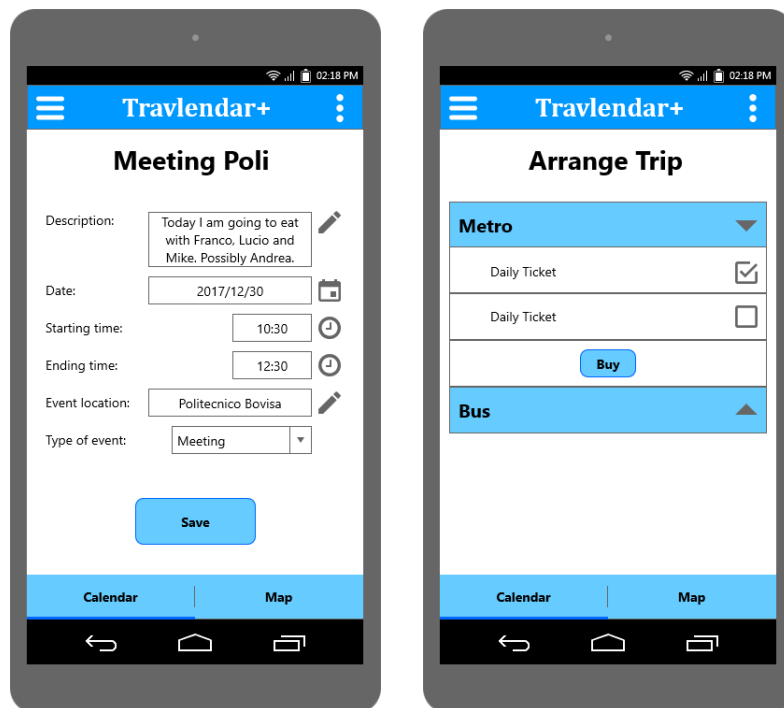 02:18 PM
Travlendar+
Meeting Poli
Description:
Today I am going to eat
with Franco, Lucio and
Mike. Possibly Andrea.
Date:
2017/12/30
Starting time:
10:30
Ending time:
12:30
Event location:
Politecnico Bovisa
Type of event:
Meeting
Save
Calendar
Map
02:18 PM
Travlendar+
Arrange Trip
Metro
Daily Ticket
Daily Ticket
Buy
Bus
Calendar
Map